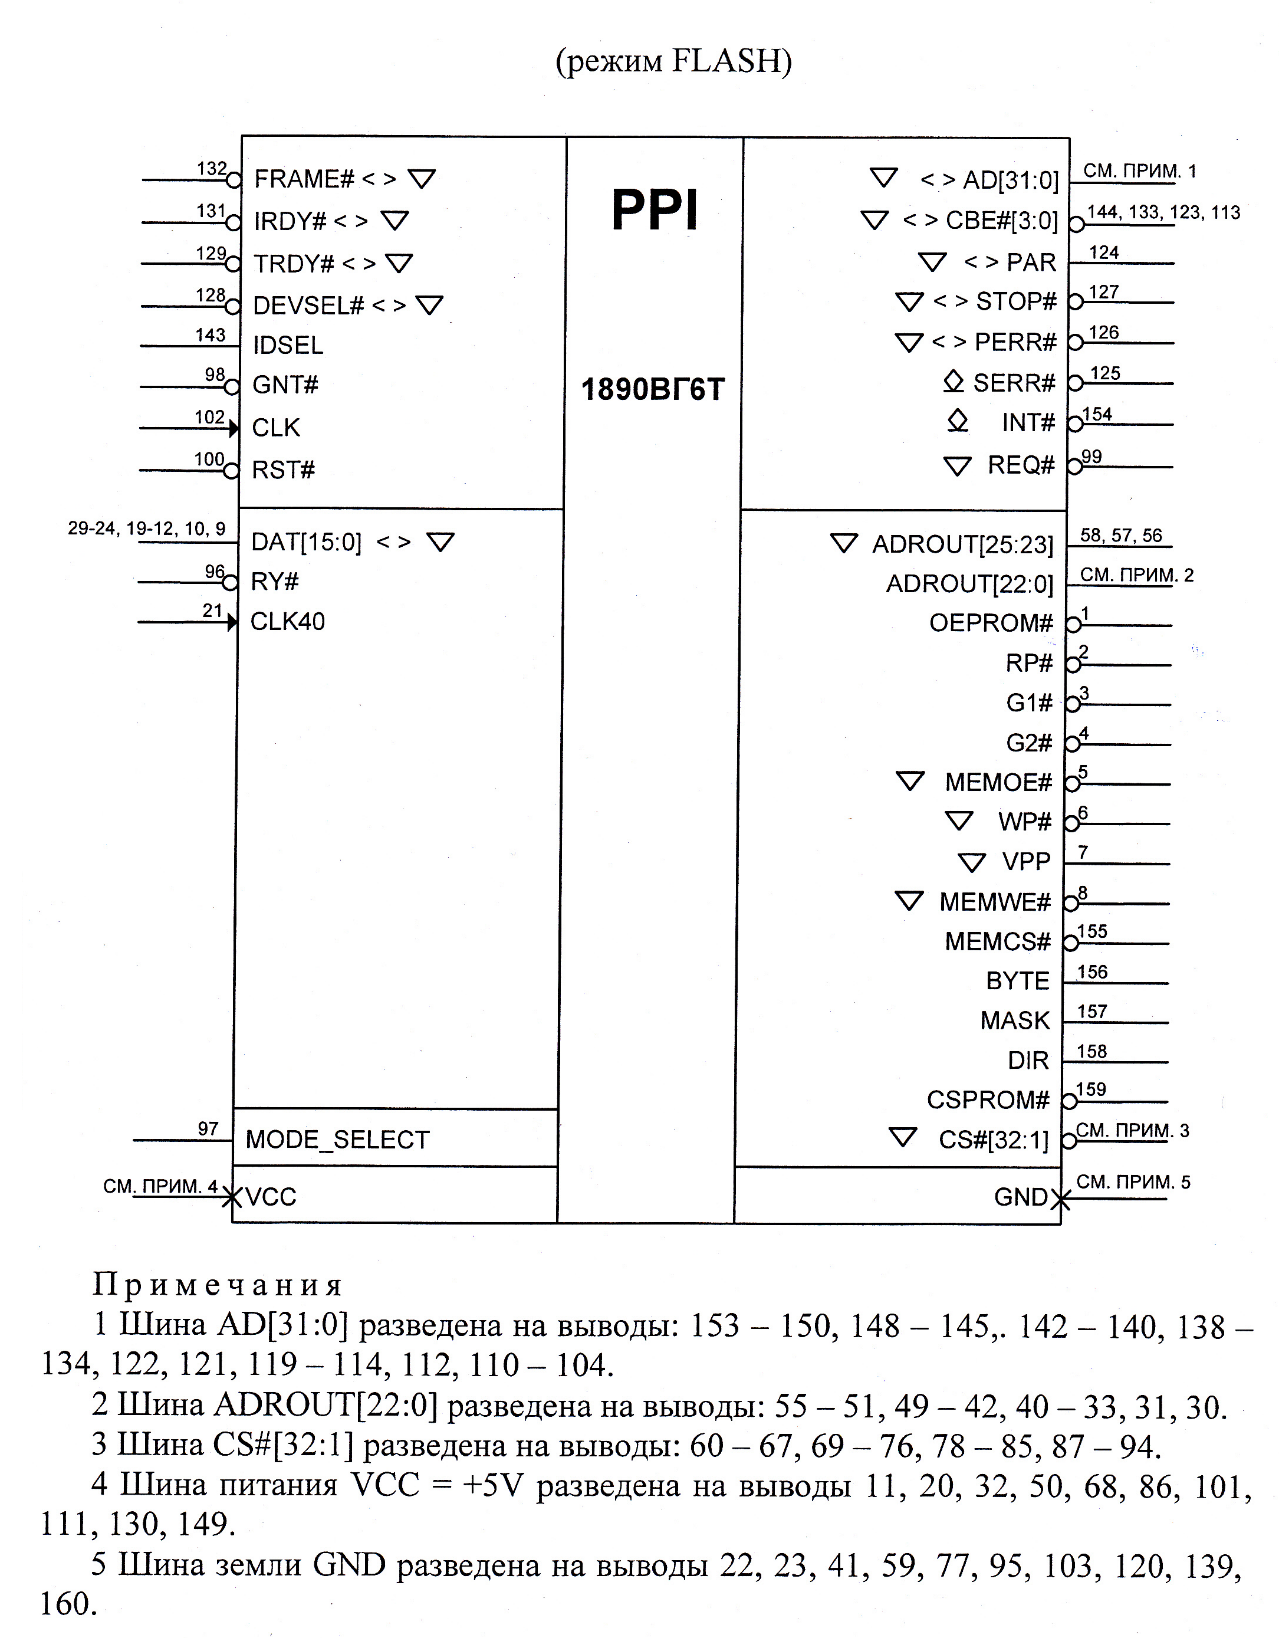 (режим FLASH)
132 FRAME# < >
131 IRDY# < >
129 TRDY# < >
128 DEVSEL# < >
143 IDSEL
98 GNT#
102 CLK
100 RST#
29-24, 19-12, 10, 9 DAT[15:0] < >
96 RY#
21 CLK40
97 MODE_SELECT
СМ. ПРИМ. 4 VCC
PPI
1890ВГ6Т
< > AD[31:0] СМ. ПРИМ. 1
< > CBE#[3:0] 144, 133, 123, 113
< > PAR 124
< > STOP# 127
< > PERR# 126
SERR# 125
INT# 154
REQ# 99
ADROUT[25:23] 58, 57, 56
ADROUT[22:0] СМ. ПРИМ. 2
OEPROM# 1
RP# 2
G1# 3
G2# 4
MEMOE# 5
WP# 6
VPP 7
MEMWE# 8
MEMCS# 155
BYTE 156
MASK 157
DIR 158
CSPROM# 159
CS#[32:1] СМ. ПРИМ. 3
GND СМ. ПРИМ. 5
Примечания
1 Шина AD[31:0] разведена на выводы: 153 – 150, 148 – 145,. 142 – 140, 138 –
134, 122, 121, 119 – 114, 112, 110 – 104.
2 Шина ADROUT[22:0] разведена на выводы: 55 – 51, 49 – 42, 40 – 33, 31, 30.
3 Шина CS#[32:1] разведена на выводы: 60 – 67, 69 – 76, 78 – 85, 87 – 94.
4 Шина питания VCC = +5V разведена на выводы 11, 20, 32, 50, 68, 86, 101,
111, 130, 149.
5 Шина земли GND разведена на выводы 22, 23, 41, 59, 77, 95, 103, 120, 139,
160.